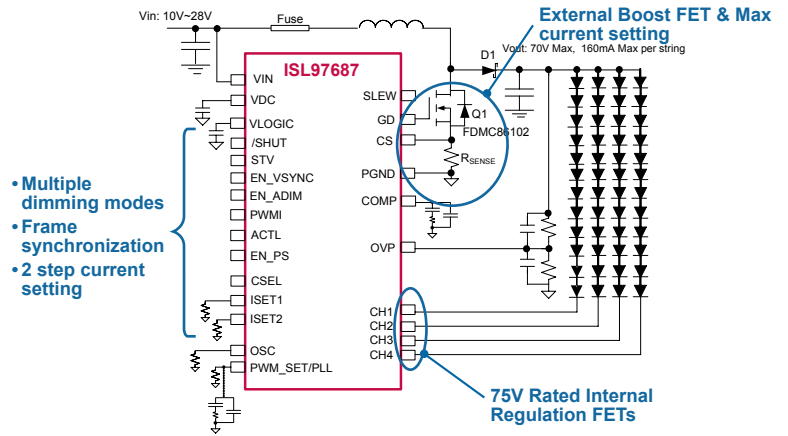 External Boost FET & Max
current setting
Vin: 10V~28V
Fuse
D1
Vout: 70V Max, 160mA Max per string
ISL97687
VIN
VDC
VLOGIC
/SHUT
STV
EN_VSYNC
EN_ADIM
PWMI
ACTL
EN_PS
CSEL
ISET1
ISET2
OSC
PWM_SET/PLL
SLEW
GD
CS
PGND
COMP
OVP
CH1
CH2
CH3
CH4
Q1
FDMC86102
RSENSE
• Multiple
dimming modes
• Frame
synchronization
• 2 step current
setting
75V Rated Internal
Regulation FETs